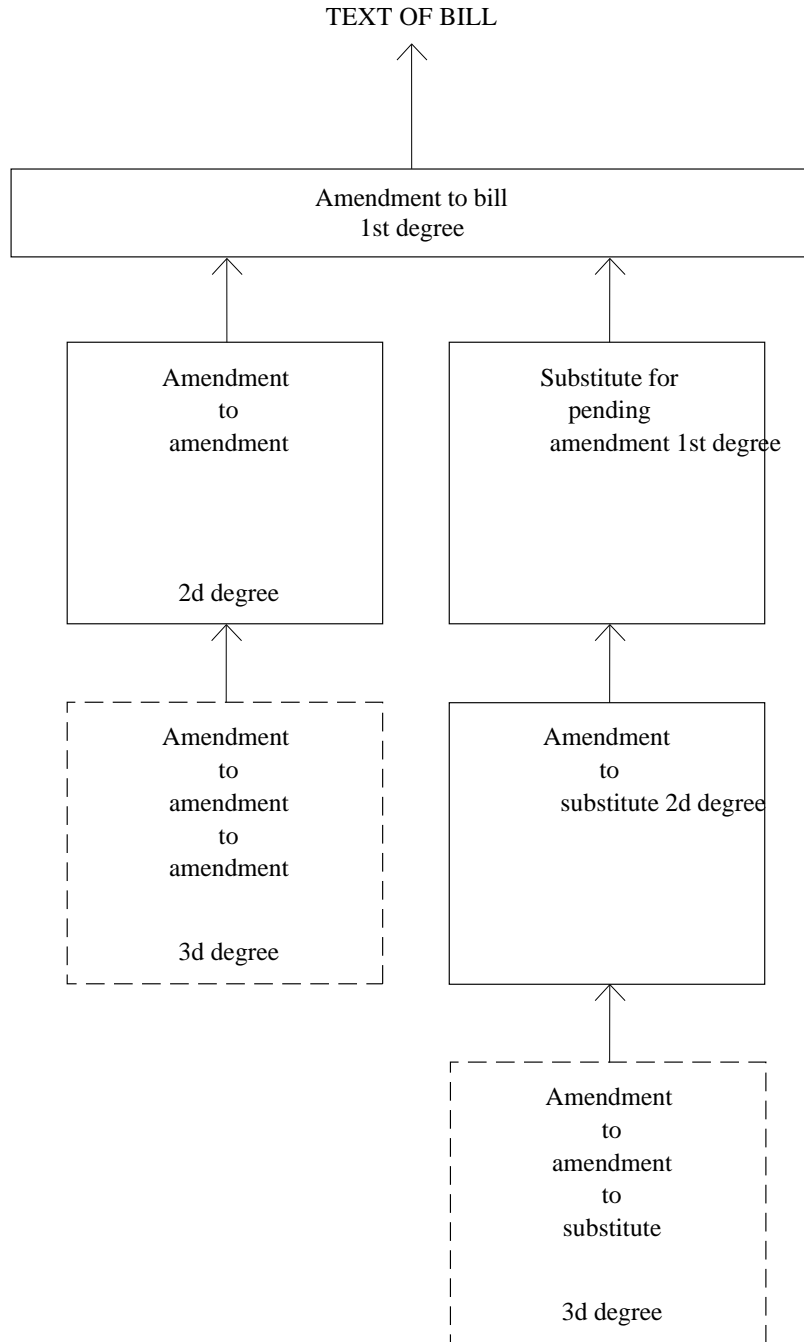 TEXT OF BILL
Amendment to bill
1st degree
Amendment
to
amendment
2d degree
Substitute for
pending
amendment 1st degree
Amendment
to
amendment
to
amendment
3d degree
Amendment
to
substitute 2d degree
Amendment
to
amendment
to
substitute
3d degree